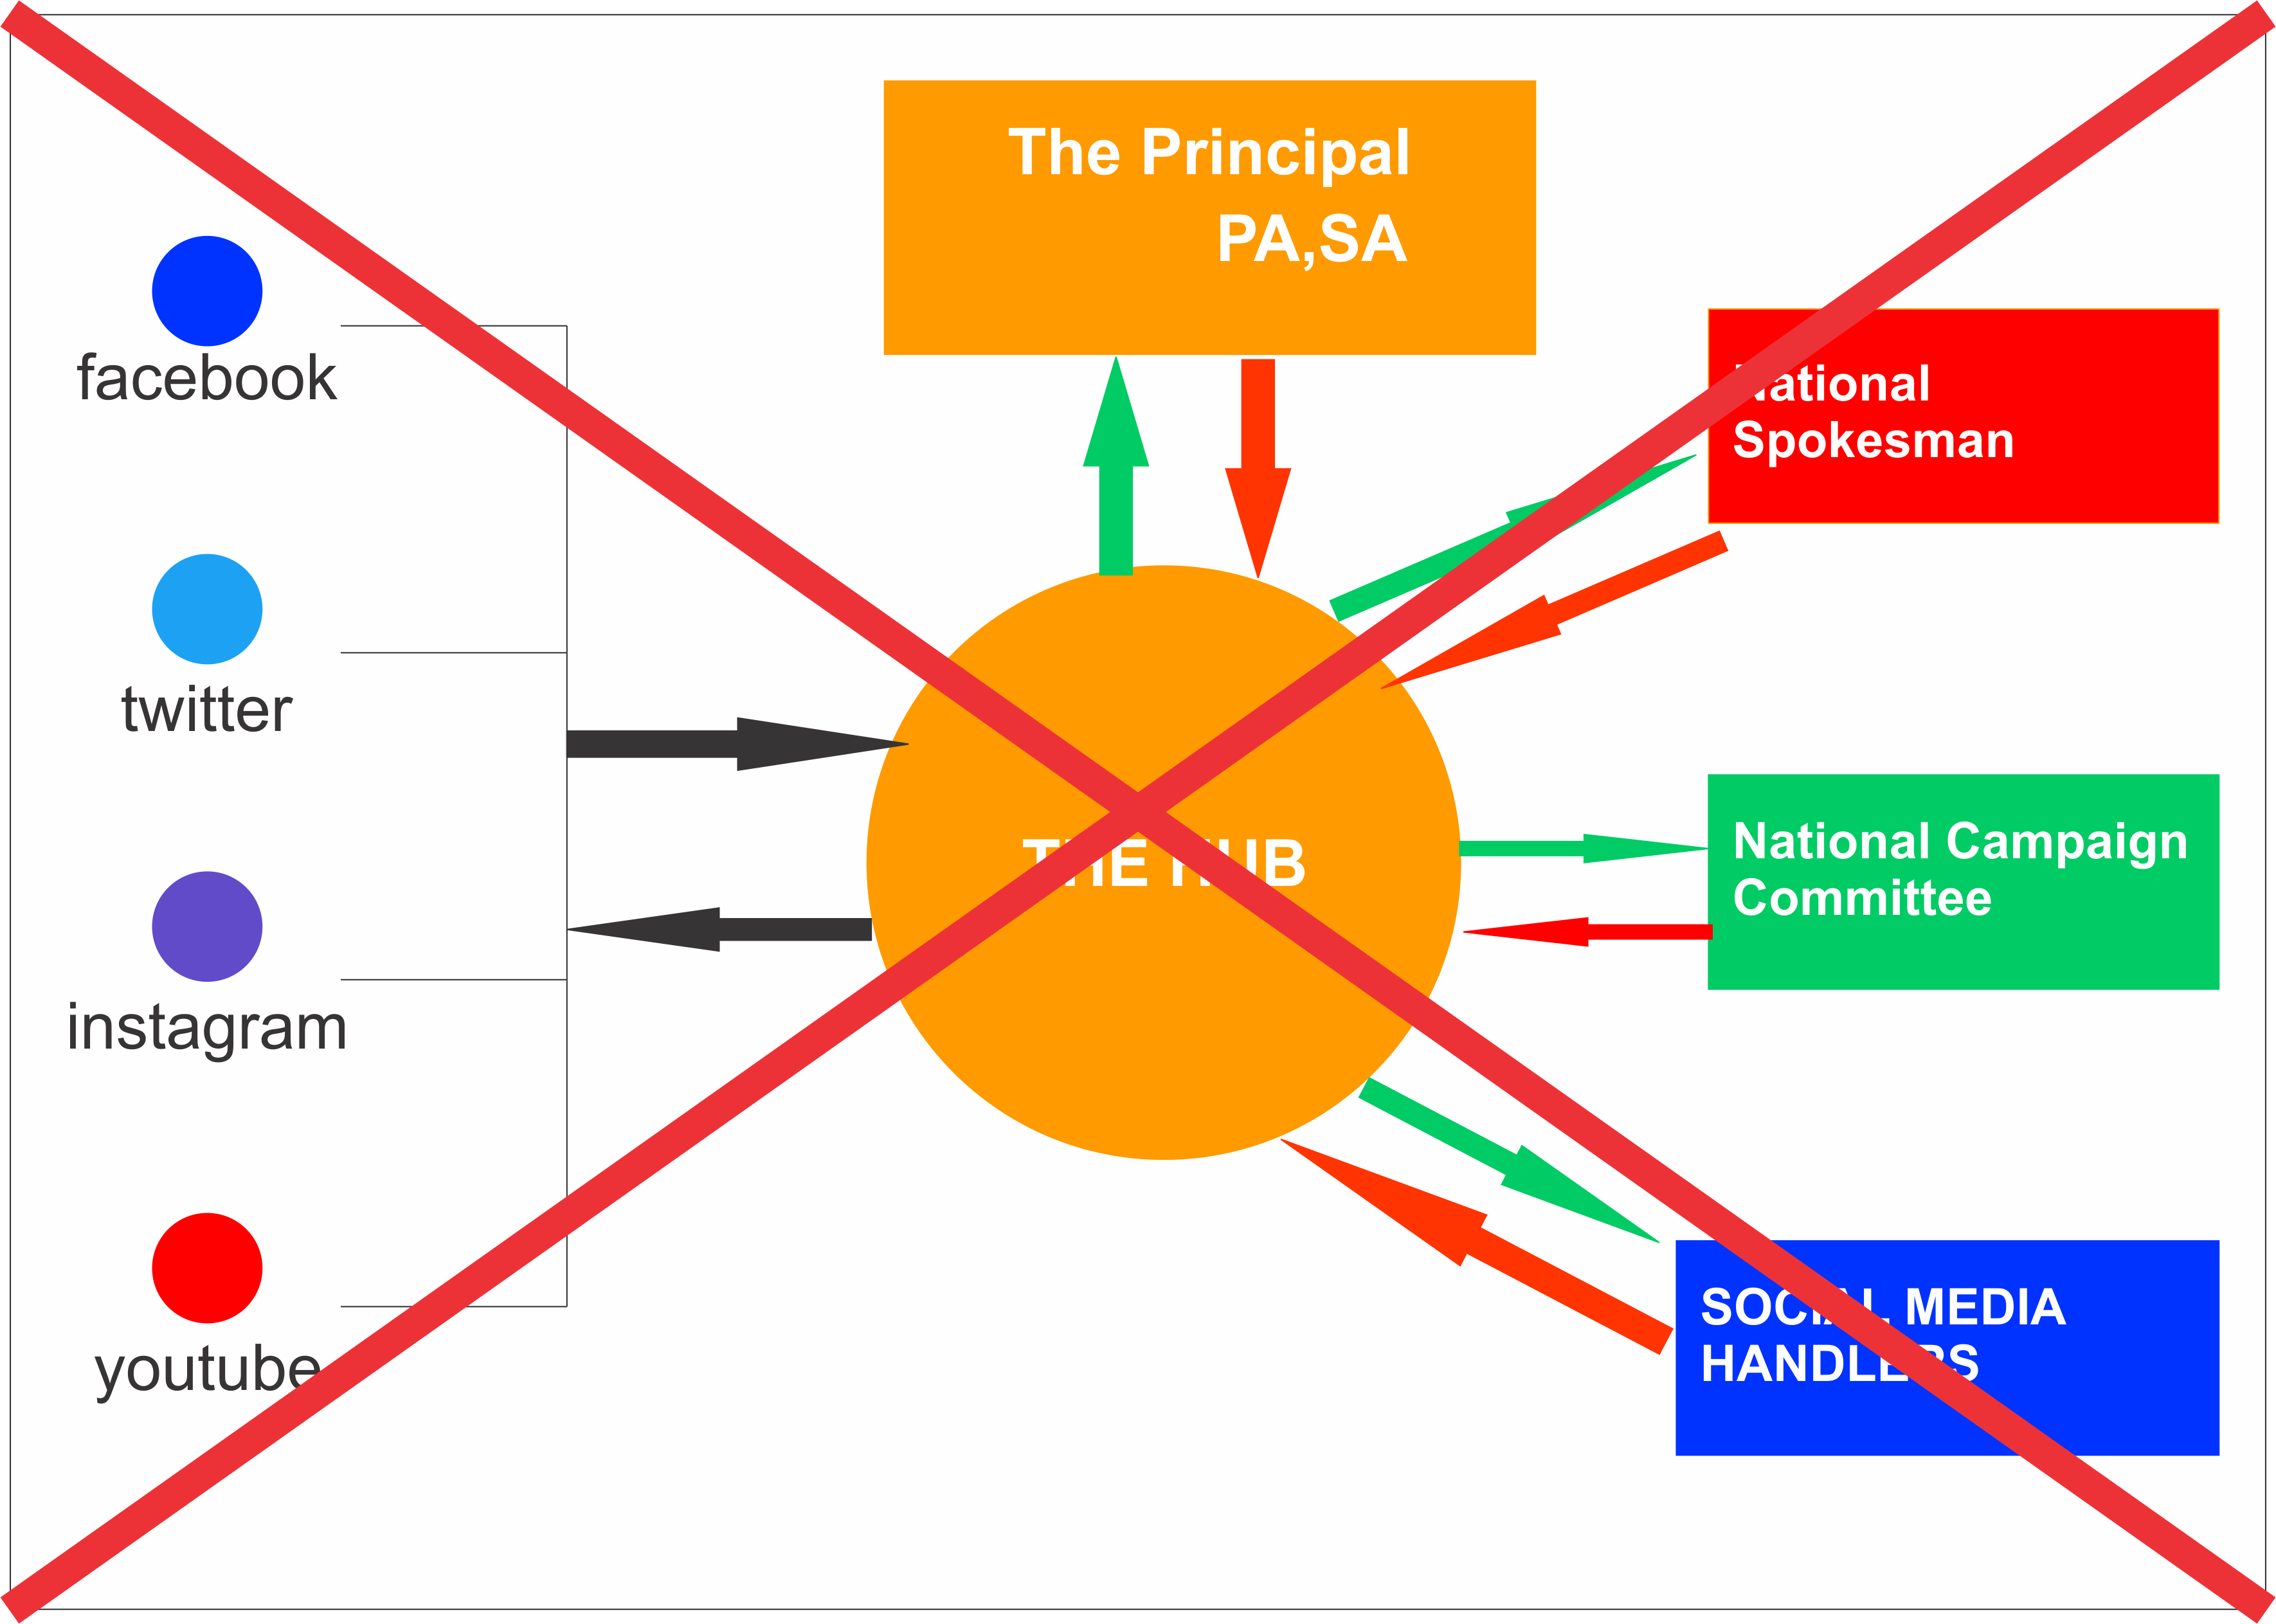 The Principal
PA,SA
facebook
twitter
instagram
youtube
THE HUB
National
Spokesman
National Campaign
Committee
SOCIAL MEDIA
HANDLERS